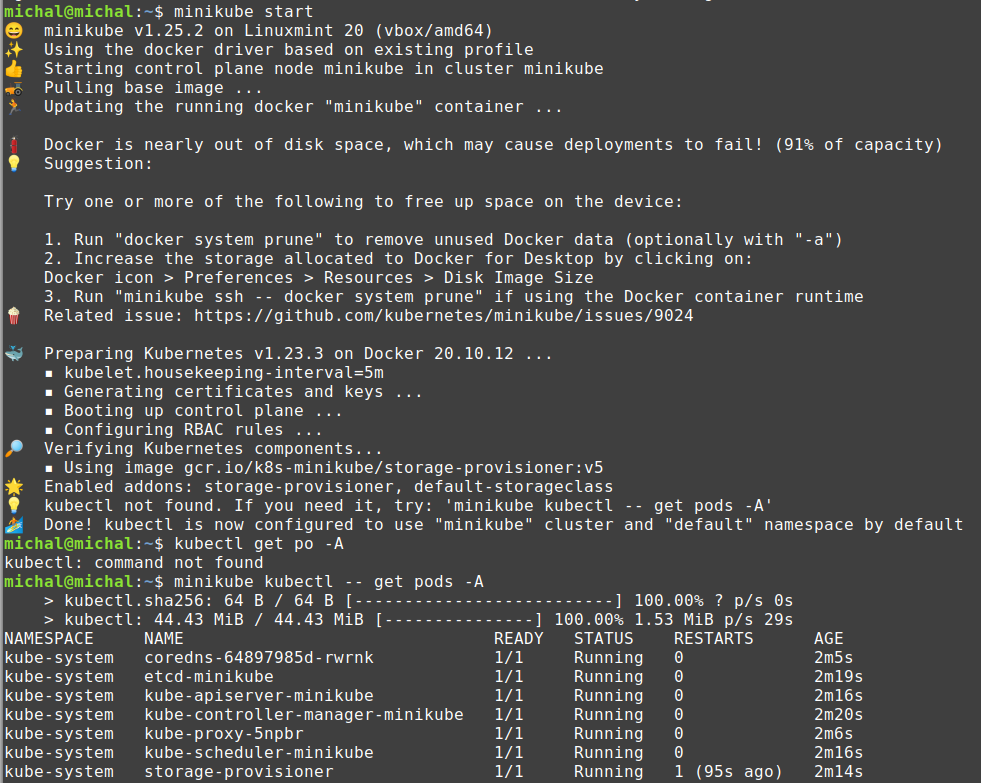 michal@michal:~$ minikube start
😄  minikube v1.25.2 on Linuxmint 20 (vbox/amd64)
✨  Using the docker driver based on existing profile
👍  Starting control plane node minikube in cluster minikube
🚜  Pulling base image ...
🏃  Updating the running docker "minikube" container ...
🧯  Docker is nearly out of disk space, which may cause deployments to fail! (91% of capacity)
💡  Suggestion:
Try one or more of the following to free up space on the device:
1. Run "docker system prune" to remove unused Docker data (optionally with "-a")
2. Increase the storage allocated to Docker for Desktop by clicking on:
Docker icon > Preferences > Resources > Disk Image Size
3. Run "minikube ssh -- docker system prune" if using the Docker container runtime
🍿  Related issue: https://github.com/kubernetes/minikube/issues/9024
🐳  Preparing Kubernetes v1.23.3 on Docker 20.10.12 ...
▪ kubelet.housekeeping-interval=5m
▪ Generating certificates and keys ...
▪ Booting up control plane ...
▪ Configuring RBAC rules ...
🔎  Verifying Kubernetes components...
▪ Using image gcr.io/k8s-minikube/storage-provisioner:v5
🌟  Enabled addons: storage-provisioner, default-storageclass
💡  kubectl not found. If you need it, try: 'minikube kubectl -- get pods -A'
🏄  Done! kubectl is now configured to use "minikube" cluster and "default" namespace by default
michal@michal:~$ kubectl get po -A
kubectl: command not found
michal@michal:~$ minikube kubectl -- get pods -A
> kubectl.sha256: 64 B / 64 B [--------------------------] 100.00% ? p/s 0s
> kubectl: 44.43 MiB / 44.43 MiB [---------------] 100.00% 1.53 MiB p/s 29s
NAMESPACE     NAME                               READY   STATUS    RESTARTS      AGE
kube-system   coredns-64897985d-rwrnk            1/1     Running   0             2m5s
kube-system   etcd-minikube                      1/1     Running   0             2m19s
kube-system   kube-apiserver-minikube            1/1     Running   0             2m16s
kube-system   kube-controller-manager-minikube   1/1     Running   0             2m20s
kube-system   kube-proxy-5npbr                   1/1     Running   0             2m6s
kube-system   kube-scheduler-minikube            1/1     Running   0             2m16s
kube-system   storage-provisioner                1/1     Running   1 (95s ago)   2m14s